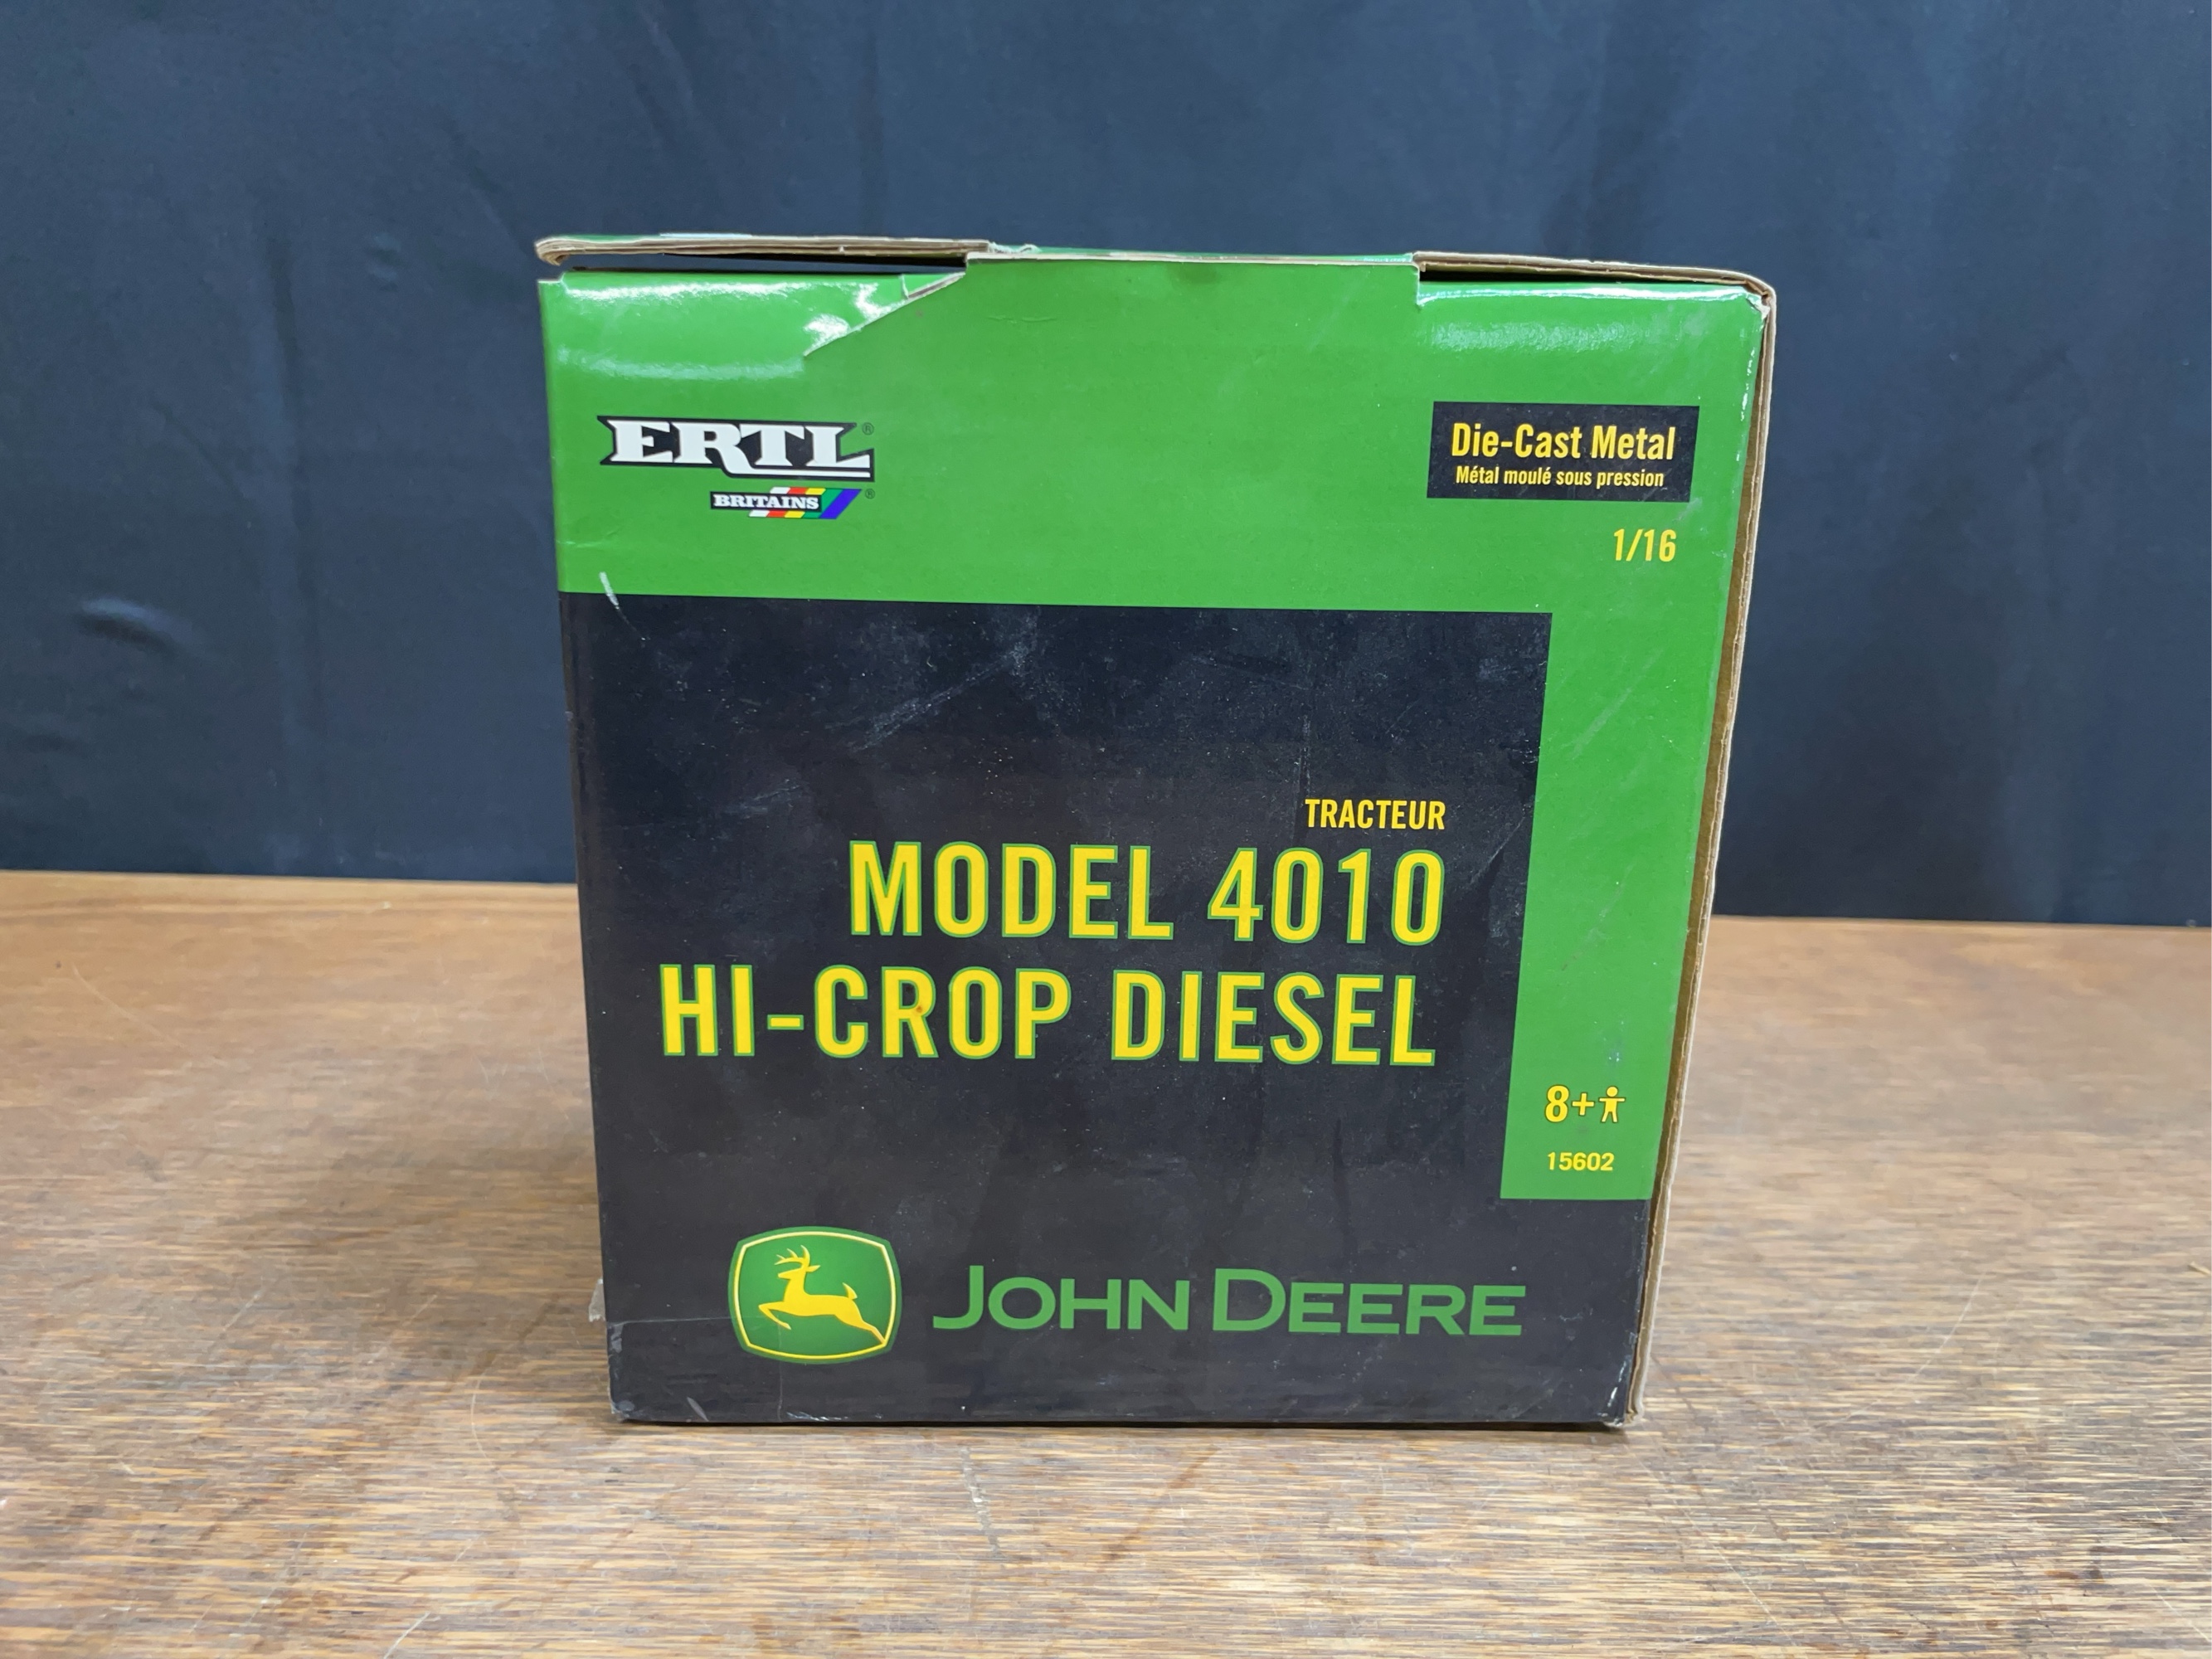 ERTL®
BRITAINS®
Die-Cast Metal
Métal moulé sous pression
1/16
TRACTEUR
MODEL 4010
HI-CROP DIESEL
8+
15602
JOHN DEERE